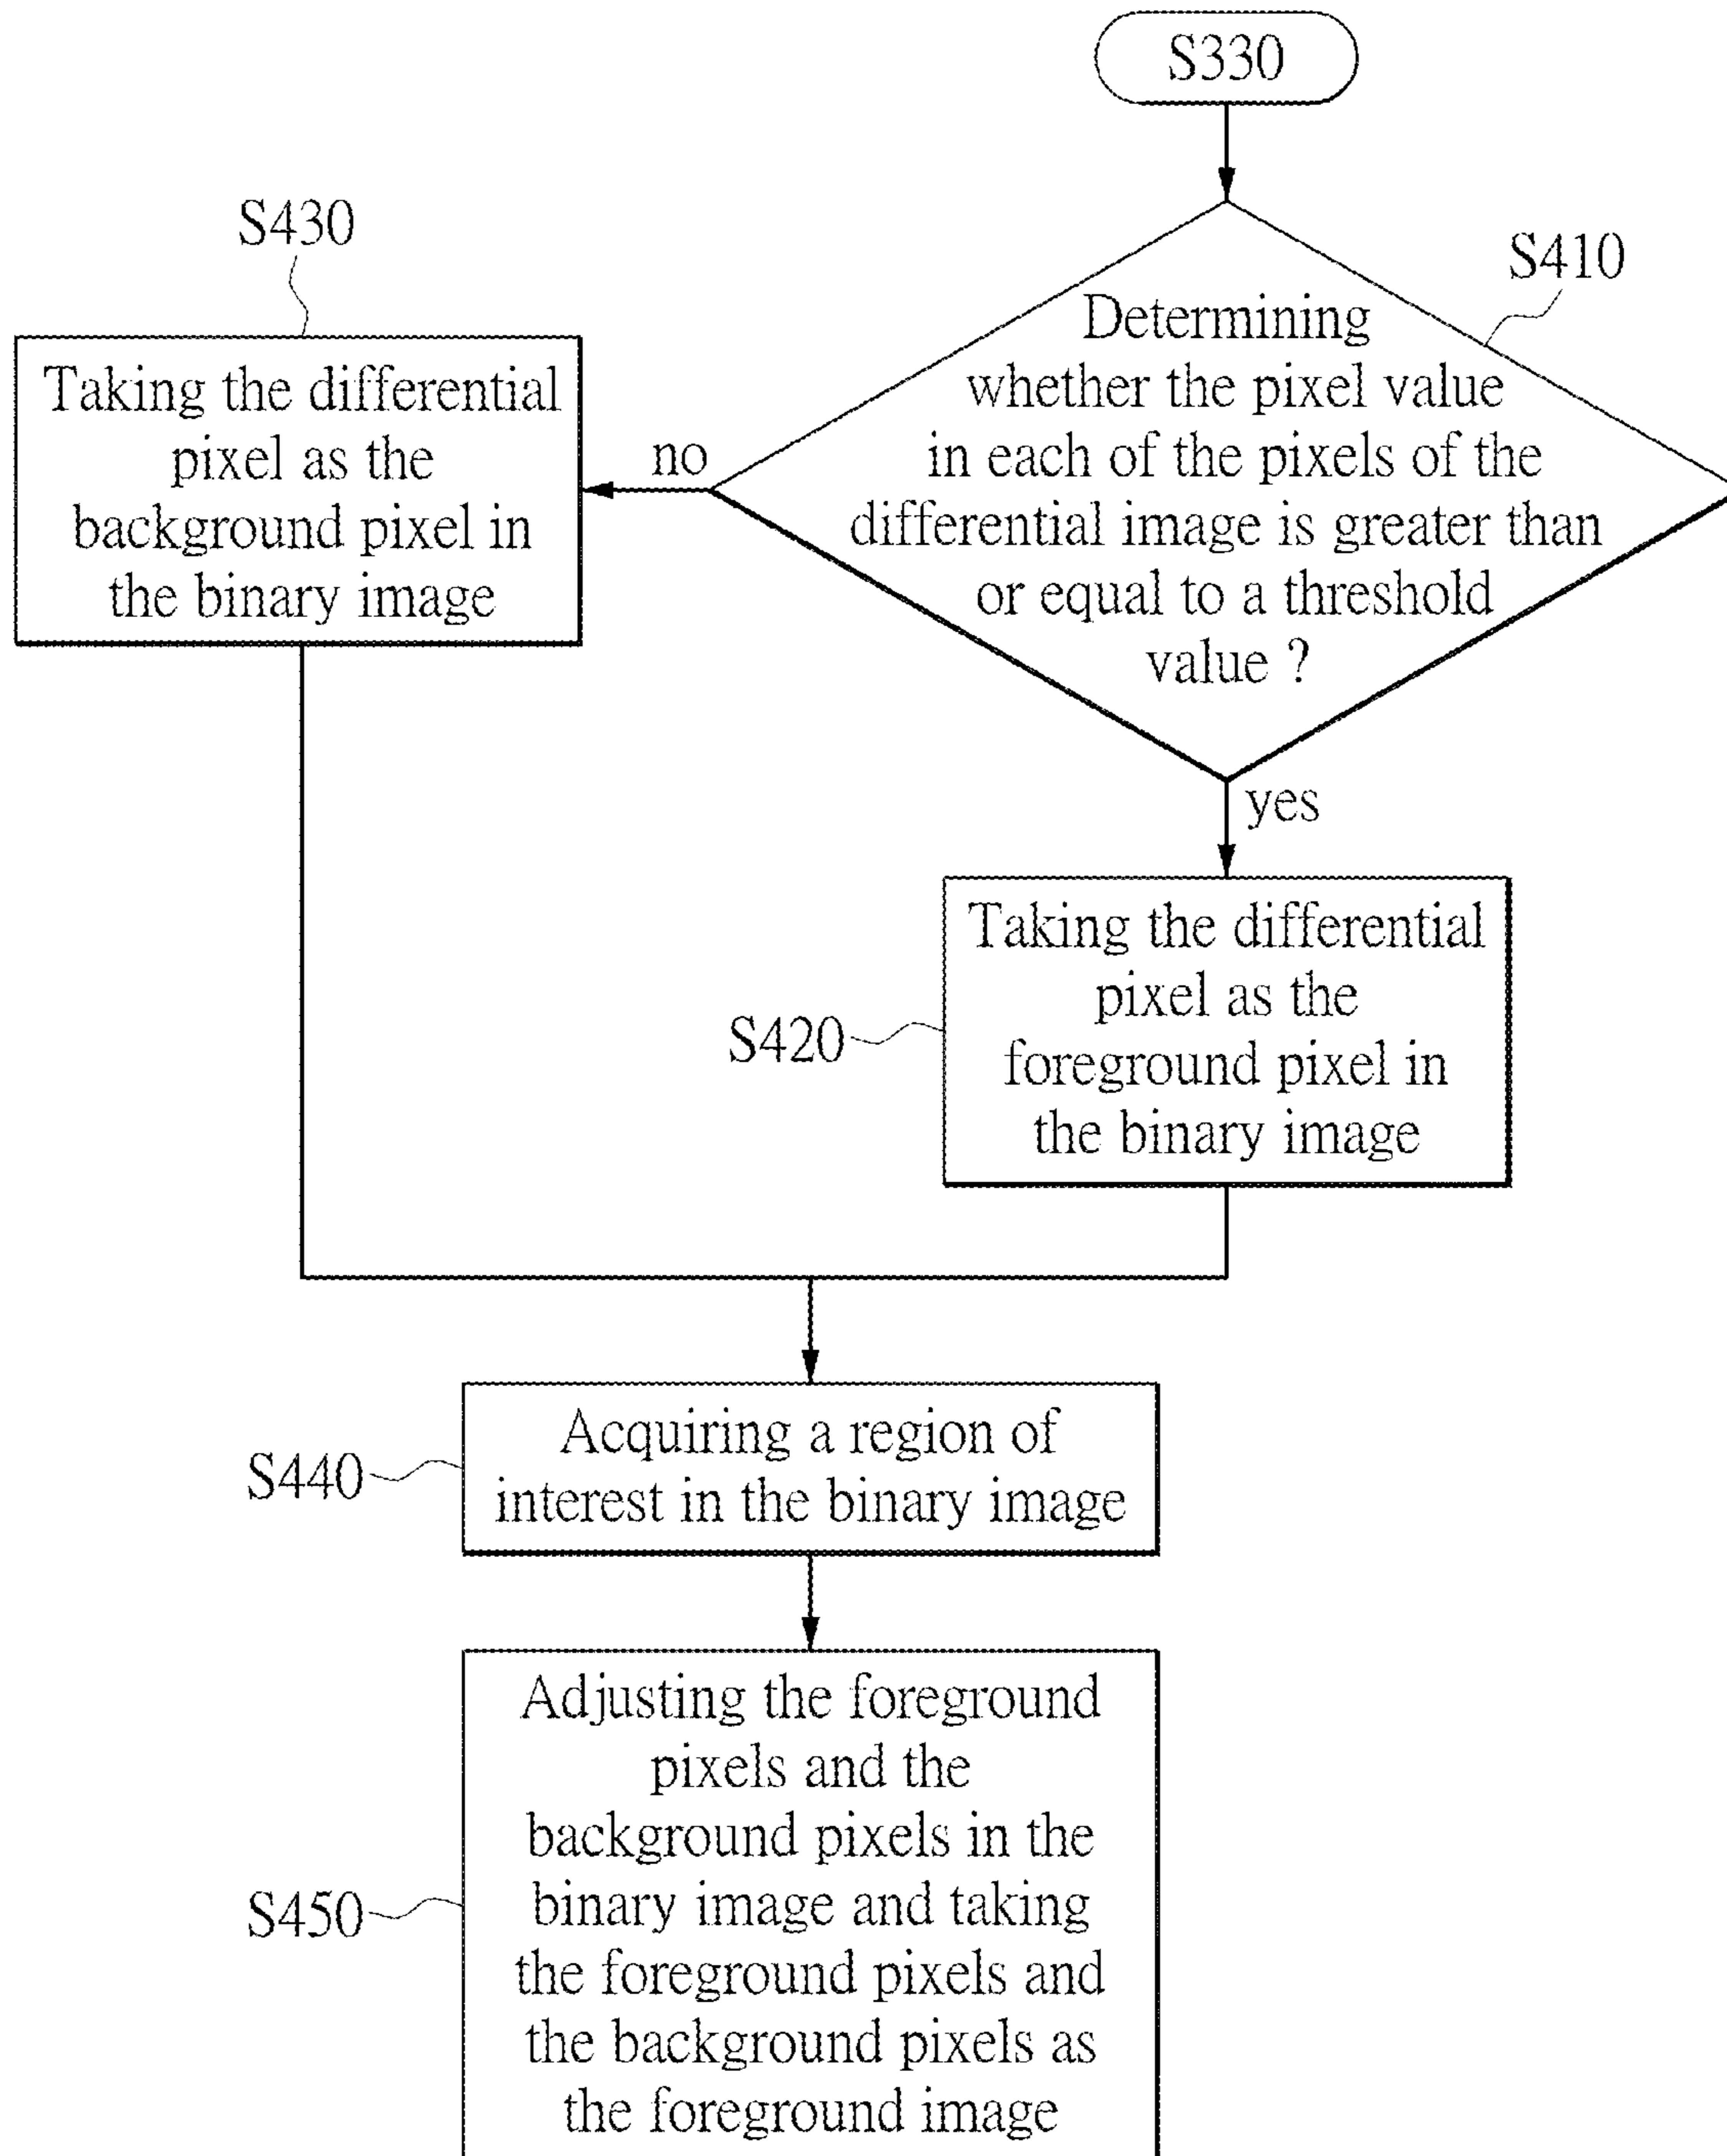 S330
S410
Determining
whether the pixel value
in each of the pixels of the
differential image is greater than
or equal to a threshold
value ?
no
yes
S430
Taking the differential
pixel as the
background pixel in
the binary image
S420
Taking the differential
pixel as the
foreground pixel in
the binary image
S440
Acquiring a region of
interest in the binary image
S450
Adjusting the foreground
pixels and the
background pixels in the
binary image and taking
the foreground pixels and
the background pixels as
the foreground image